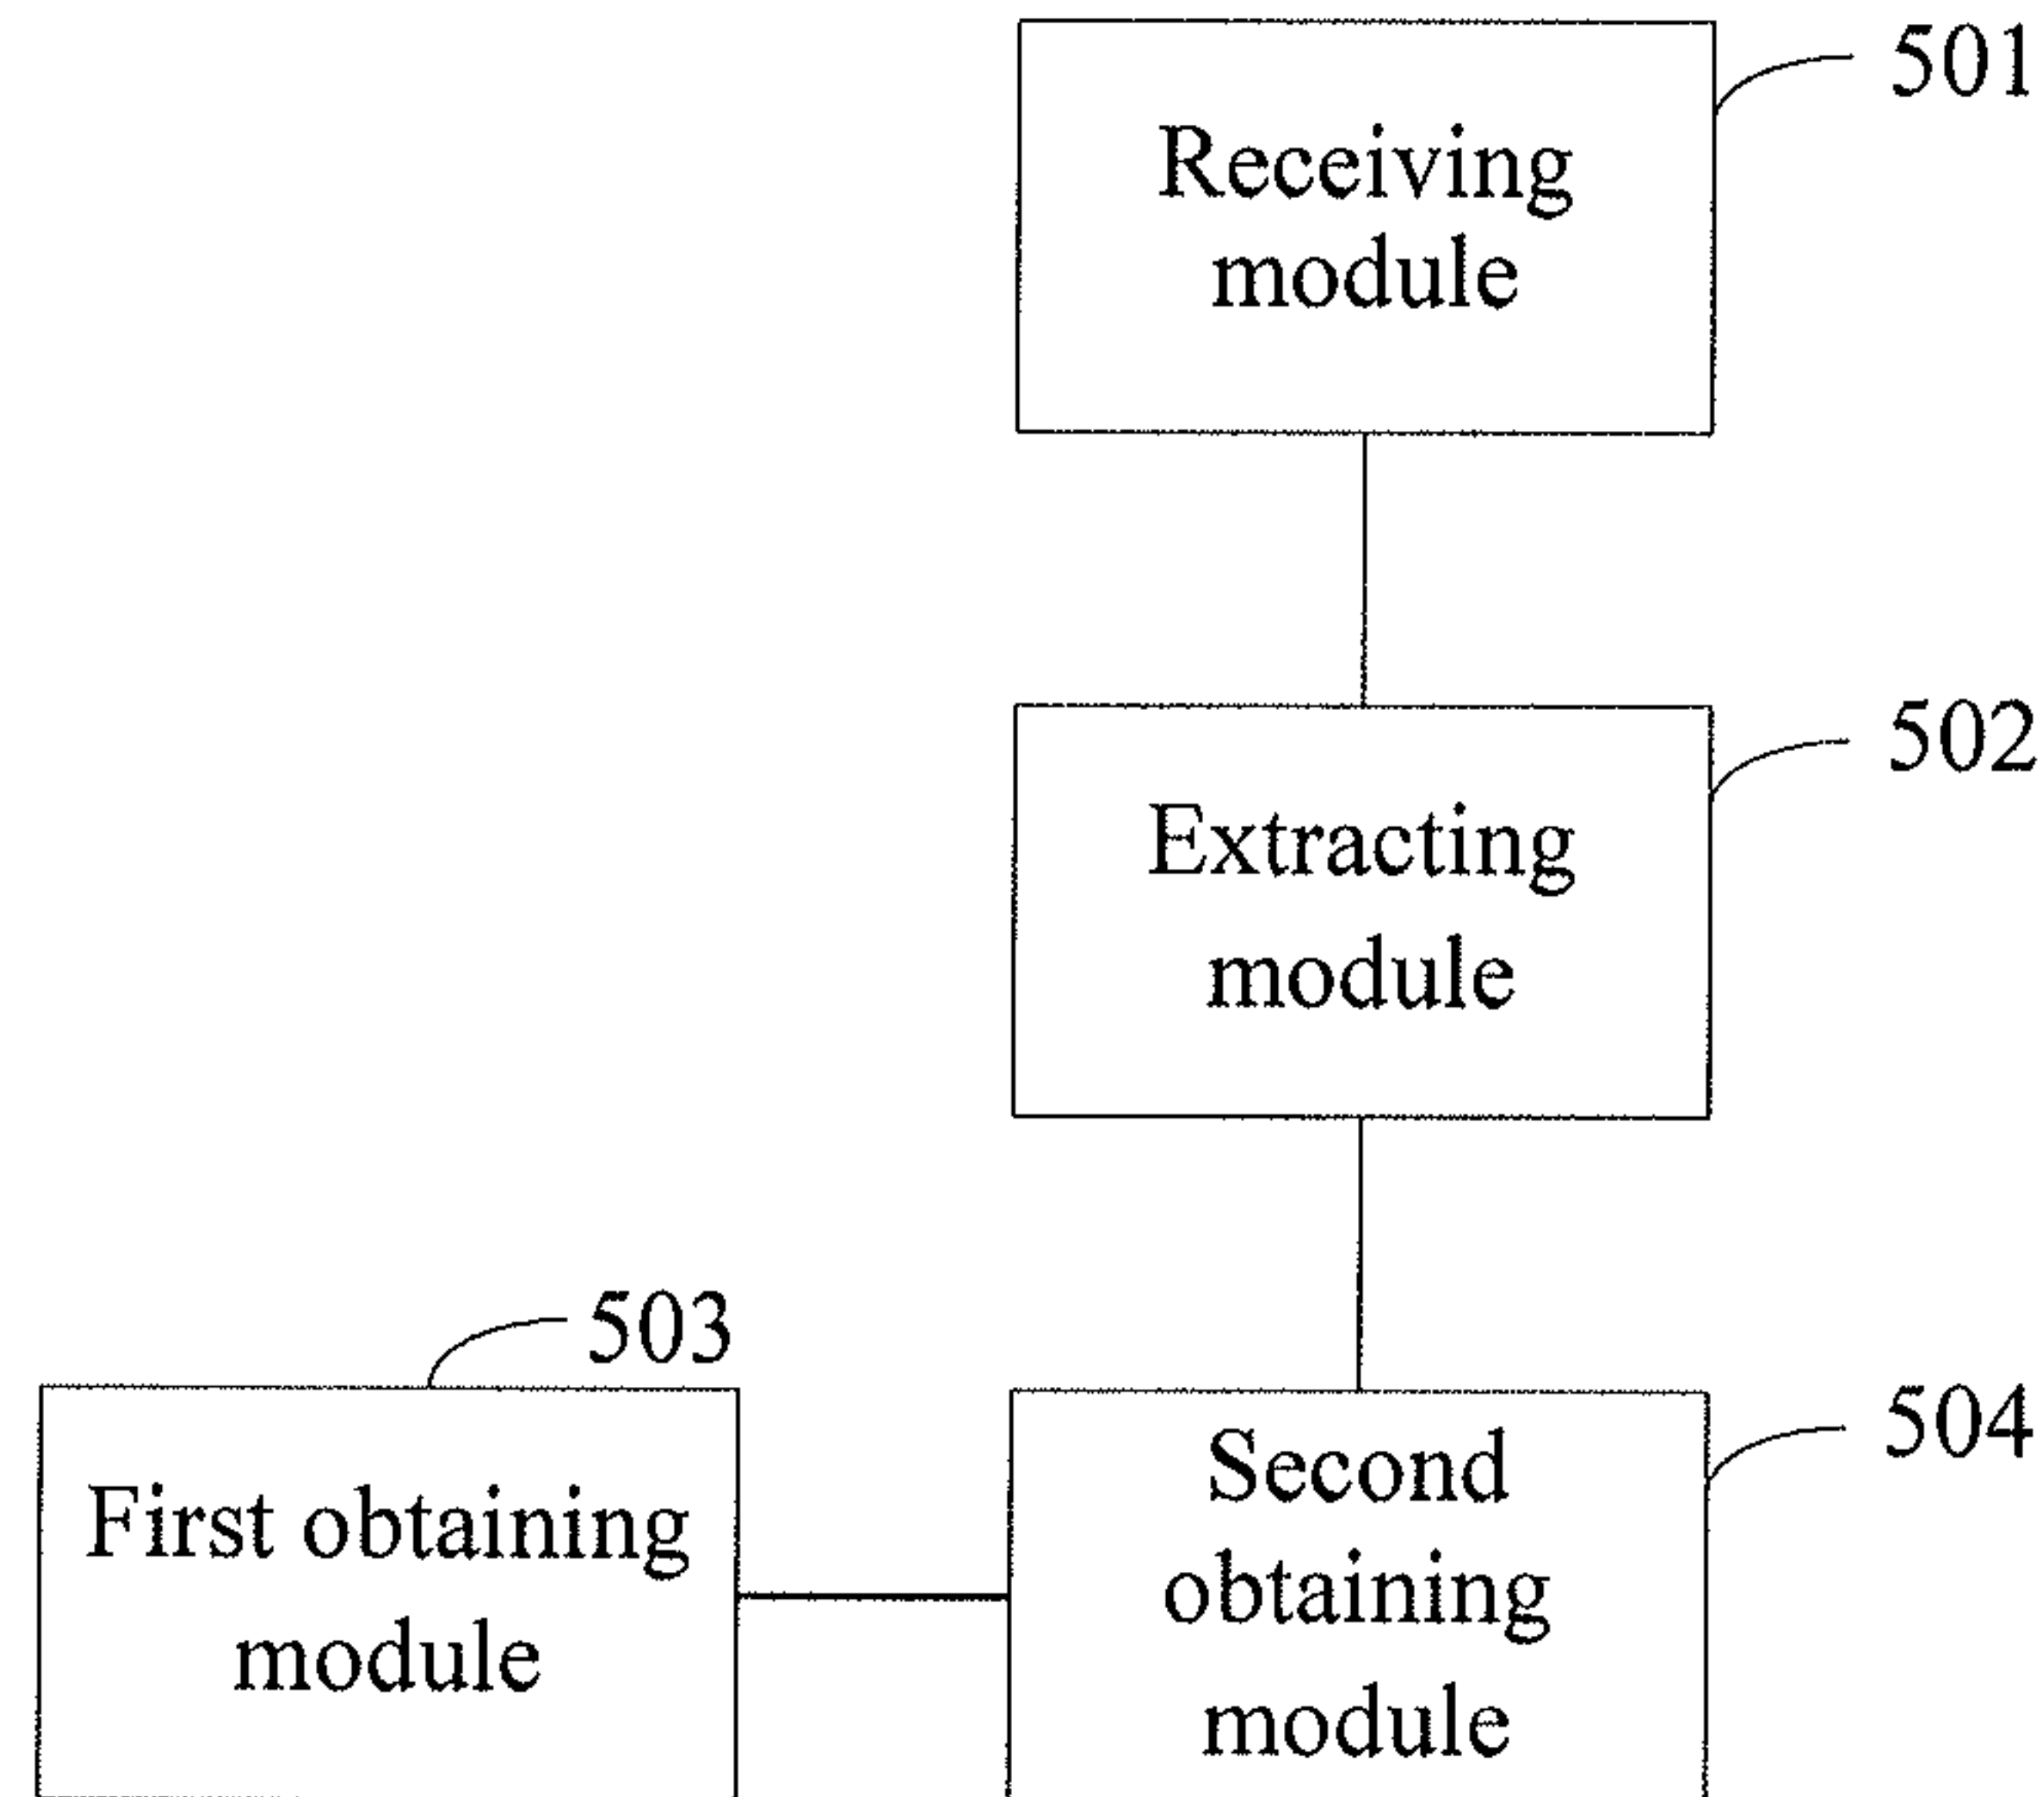 501
Receiving
module
502
Extracting
module
503
First obtaining
module
504
Second
obtaining
module